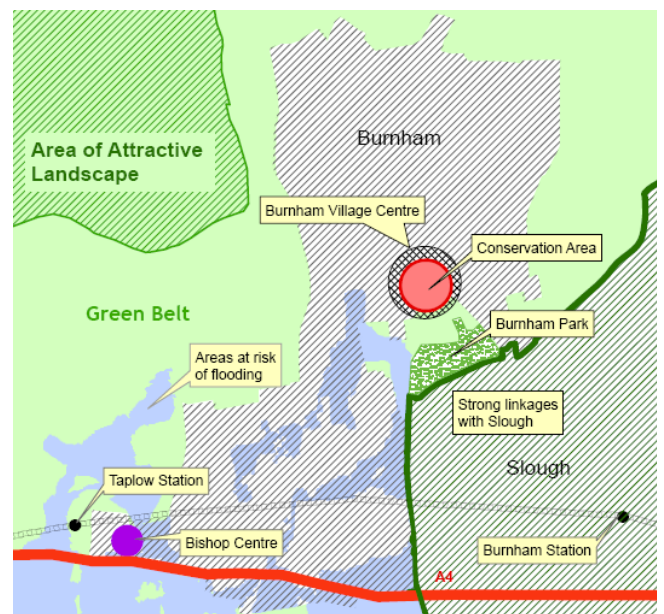 Burnham
Area of Attractive
Landscape
Burnham Village Centre
Conservation Area
Green Belt
Burnham Park
Areas at risk
of flooding
Strong linkages
with Slough
Slough
Taplow Station
Bishop Centre
Burnham Station
A4